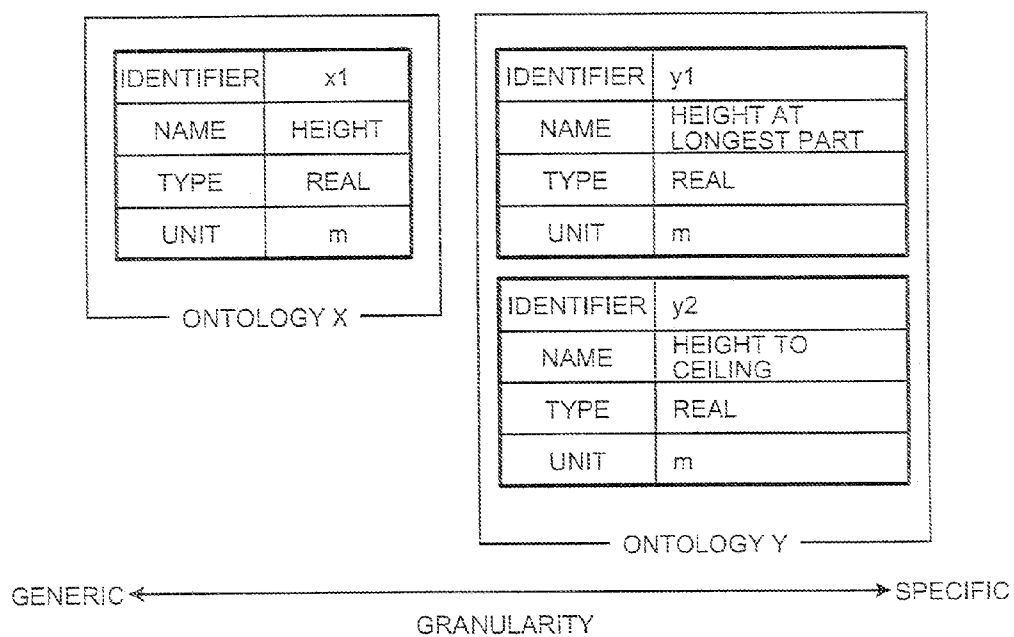 IDENTIFIER x1
NAME HEIGHT
TYPE REAL
UNIT m
ONTOLOGY X
IDENTIFIER y1
NAME HEIGHT AT
LONGEST PART
TYPE REAL
UNIT m
IDENTIFIER y2
NAME HEIGHT TO
CEILING
TYPE REAL
UNIT m
ONTOLOGY Y
GENERIC SPECIFIC
GRANULARITY